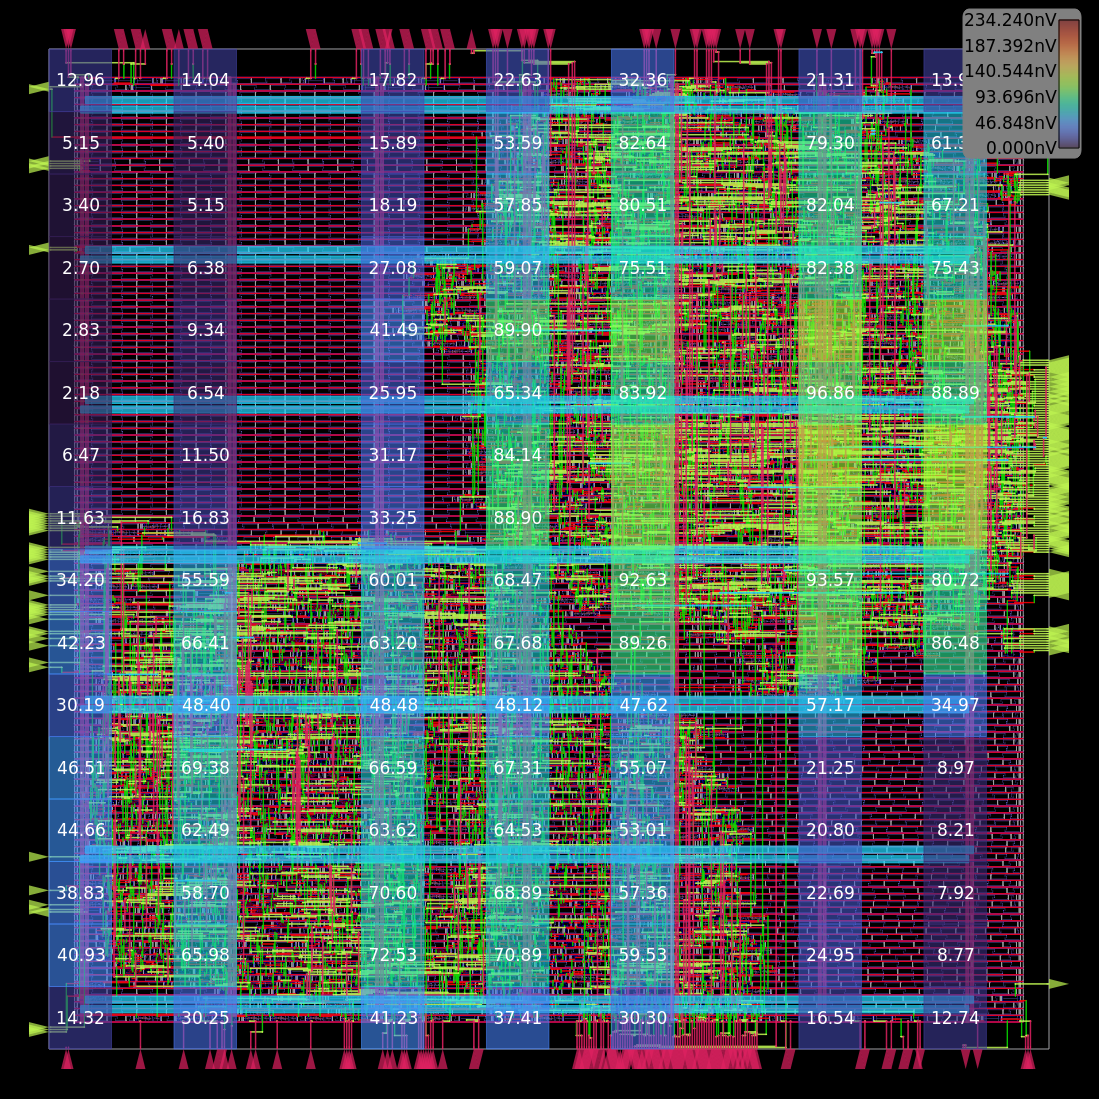 234.240nV
187.392nV
140.544nV
93.696nV
46.848nV
0.000nV
12.96 14.04 17.82 22.63 32.36 21.31 13.9
5.15 5.40 15.89 53.59 82.64 79.30 61.
3.40 5.15 18.19 57.85 80.51 82.04 67.21
2.70 6.38 27.08 59.07 75.51 82.38 75.43
2.83 9.34 41.49 89.90
2.18 6.54 25.95 65.34 83.92 96.86 88.89
6.47 11.50 31.17 84.14
11.63 16.83 33.25 88.90
34.20 55.59 60.01 68.47 92.63 93.57 80.72
42.23 66.41 63.20 67.68 89.26 86.48
30.19 48.40 48.48 48.12 47.62 57.17 34.97
46.51 69.38 66.59 67.31 55.07 21.25 8.97
44.66 62.49 63.62 64.53 53.01 20.80 8.21
38.83 58.70 70.60 68.89 57.36 22.69 7.92
40.93 65.98 72.53 70.89 59.53 24.95 8.77
14.32 30.25 41.23 37.41 30.30 16.54 12.74